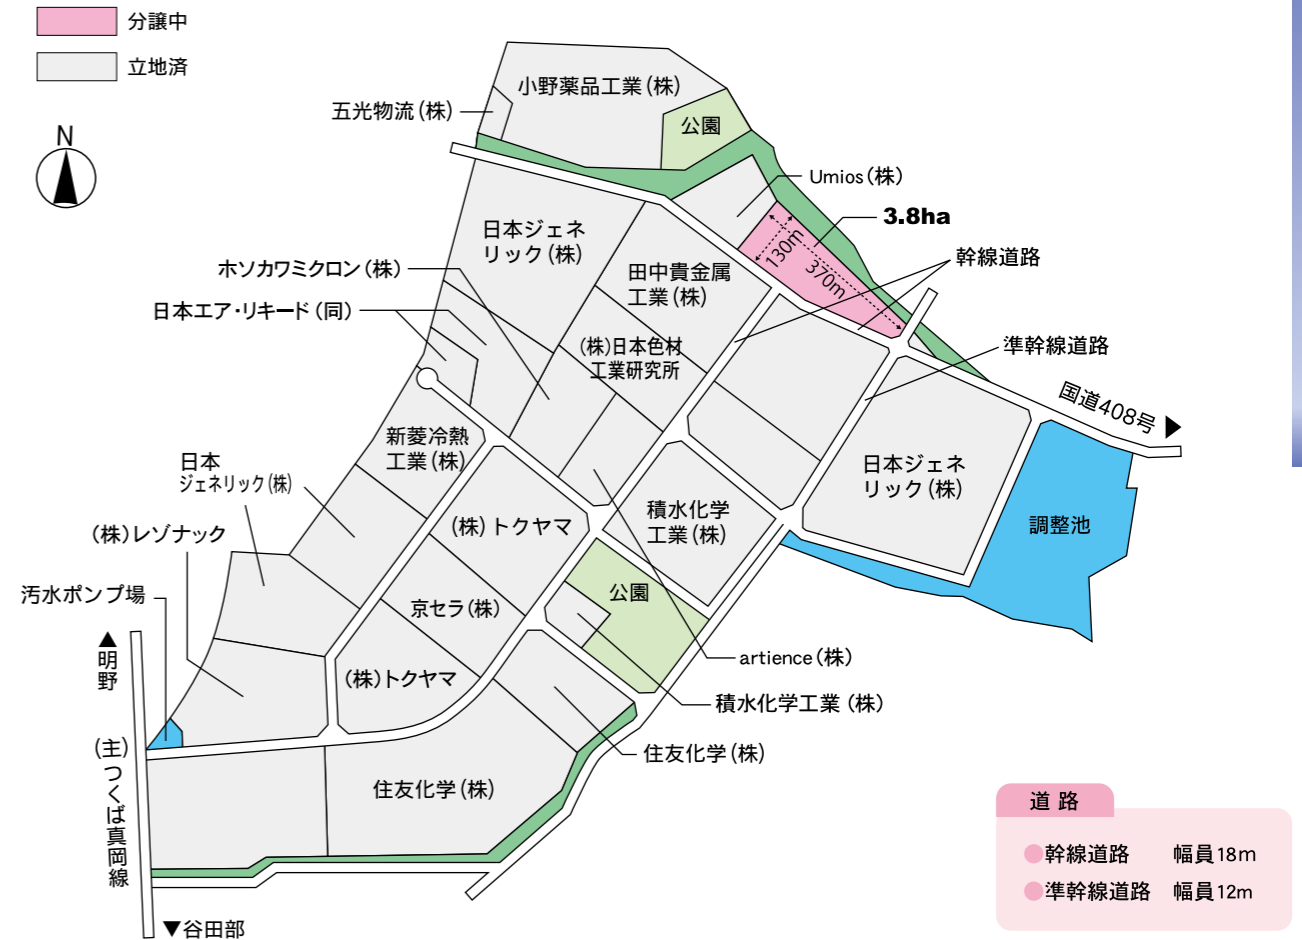 分譲中
立地済
N
小野薬品工業(株)
五光物流(株)
公園
Umios(株)
3.8ha
130m
370m
幹線道路
準幹線道路
国道408号▶
日本ジェネ
リック(株)
ホソカワミクロン(株)
日本エア・リキード(同)
田中貴金属
工業(株)
(株)日本色材
工業研究所
新菱冷熱
工業(株)
日本
ジェネリック(株)
(株)レゾナック
汚水ポンプ場
(株)トクヤマ
積水化学
工業(株)
日本ジェネ
リック(株)
調整池
公園
京セラ(株)
(株)トクヤマ
artience(株)
積水化学工業(株)
住友化学(株)
住友化学(株)
▲明野
(主)つくば真岡線
▼谷田部
道路
●幹線道路 幅員18m
●準幹線道路 幅員12m